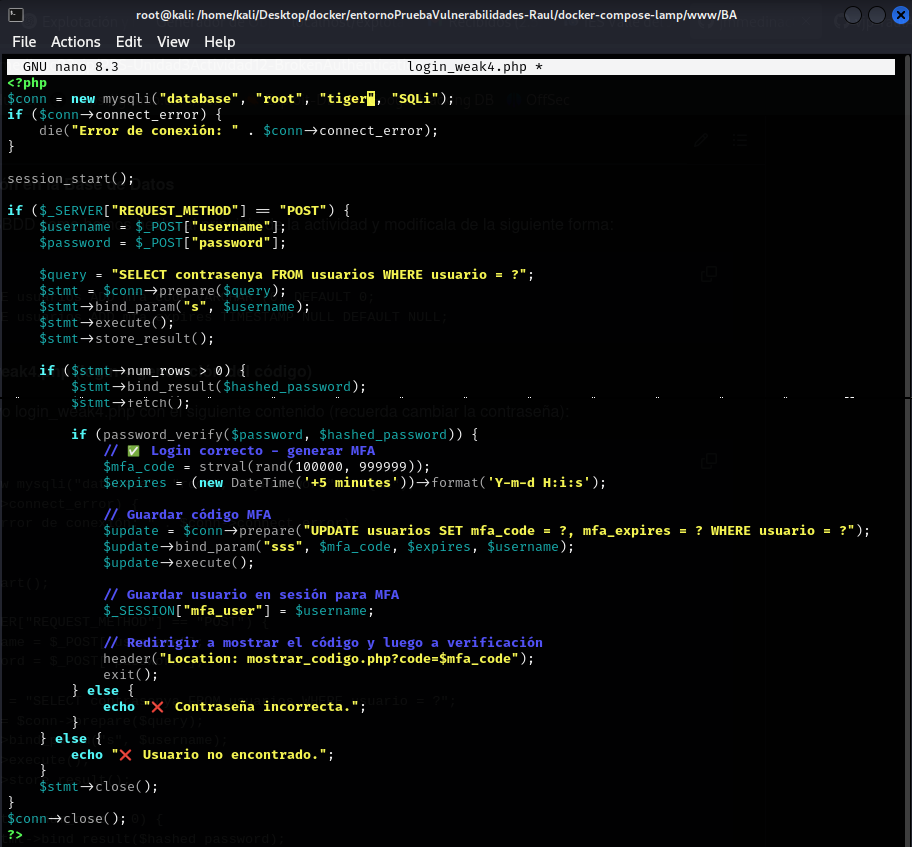 root@kali: /home/kali/Desktop/docker/entornoPruebaVulnerabilidades-Raul/docker-compose-lamp/www/BA
File Actions Edit View Help
GNU nano 8.3 login_weak4.php *
<?php
$conn = new mysqli("database", "root", "tiger", "SQLi");
if ($conn→connect_error) {
    die("Error de conexión: " . $conn→connect_error);
}

session_start();

if ($_SERVER["REQUEST_METHOD"] == "POST") {
    $username = $_POST["username"];
    $password = $_POST["password"];

    $query = "SELECT contrasenya FROM usuarios WHERE usuario = ?";
    $stmt = $conn→prepare($query);
    $stmt→bind_param("s", $username);
    $stmt→execute();
    $stmt→store_result();

    if ($stmt→num_rows > 0) {
        $stmt→bind_result($hashed_password);
        $stmt→fetch();

        if (password_verify($password, $hashed_password)) {
            // ✅ Login correcto - generar MFA
            $mfa_code = strval(rand(100000, 999999));
            $expires = (new DateTime('+5 minutes'))→format('Y-m-d H:i:s');

            // Guardar código MFA
            $update = $conn→prepare("UPDATE usuarios SET mfa_code = ?, mfa_expires = ? WHERE usuario = ?");
            $update→bind_param("sss", $mfa_code, $expires, $username);
            $update→execute();

            // Guardar usuario en sesión para MFA
            $_SESSION["mfa_user"] = $username;

            // Redirigir a mostrar el código y luego a verificación
            header("Location: mostrar_codigo.php?code=$mfa_code");
            exit();
        } else {
            echo "❌ Contraseña incorrecta.";
        }
    } else {
        echo "❌ Usuario no encontrado.";
    }
    $stmt→close();
}
$conn→close();
?>